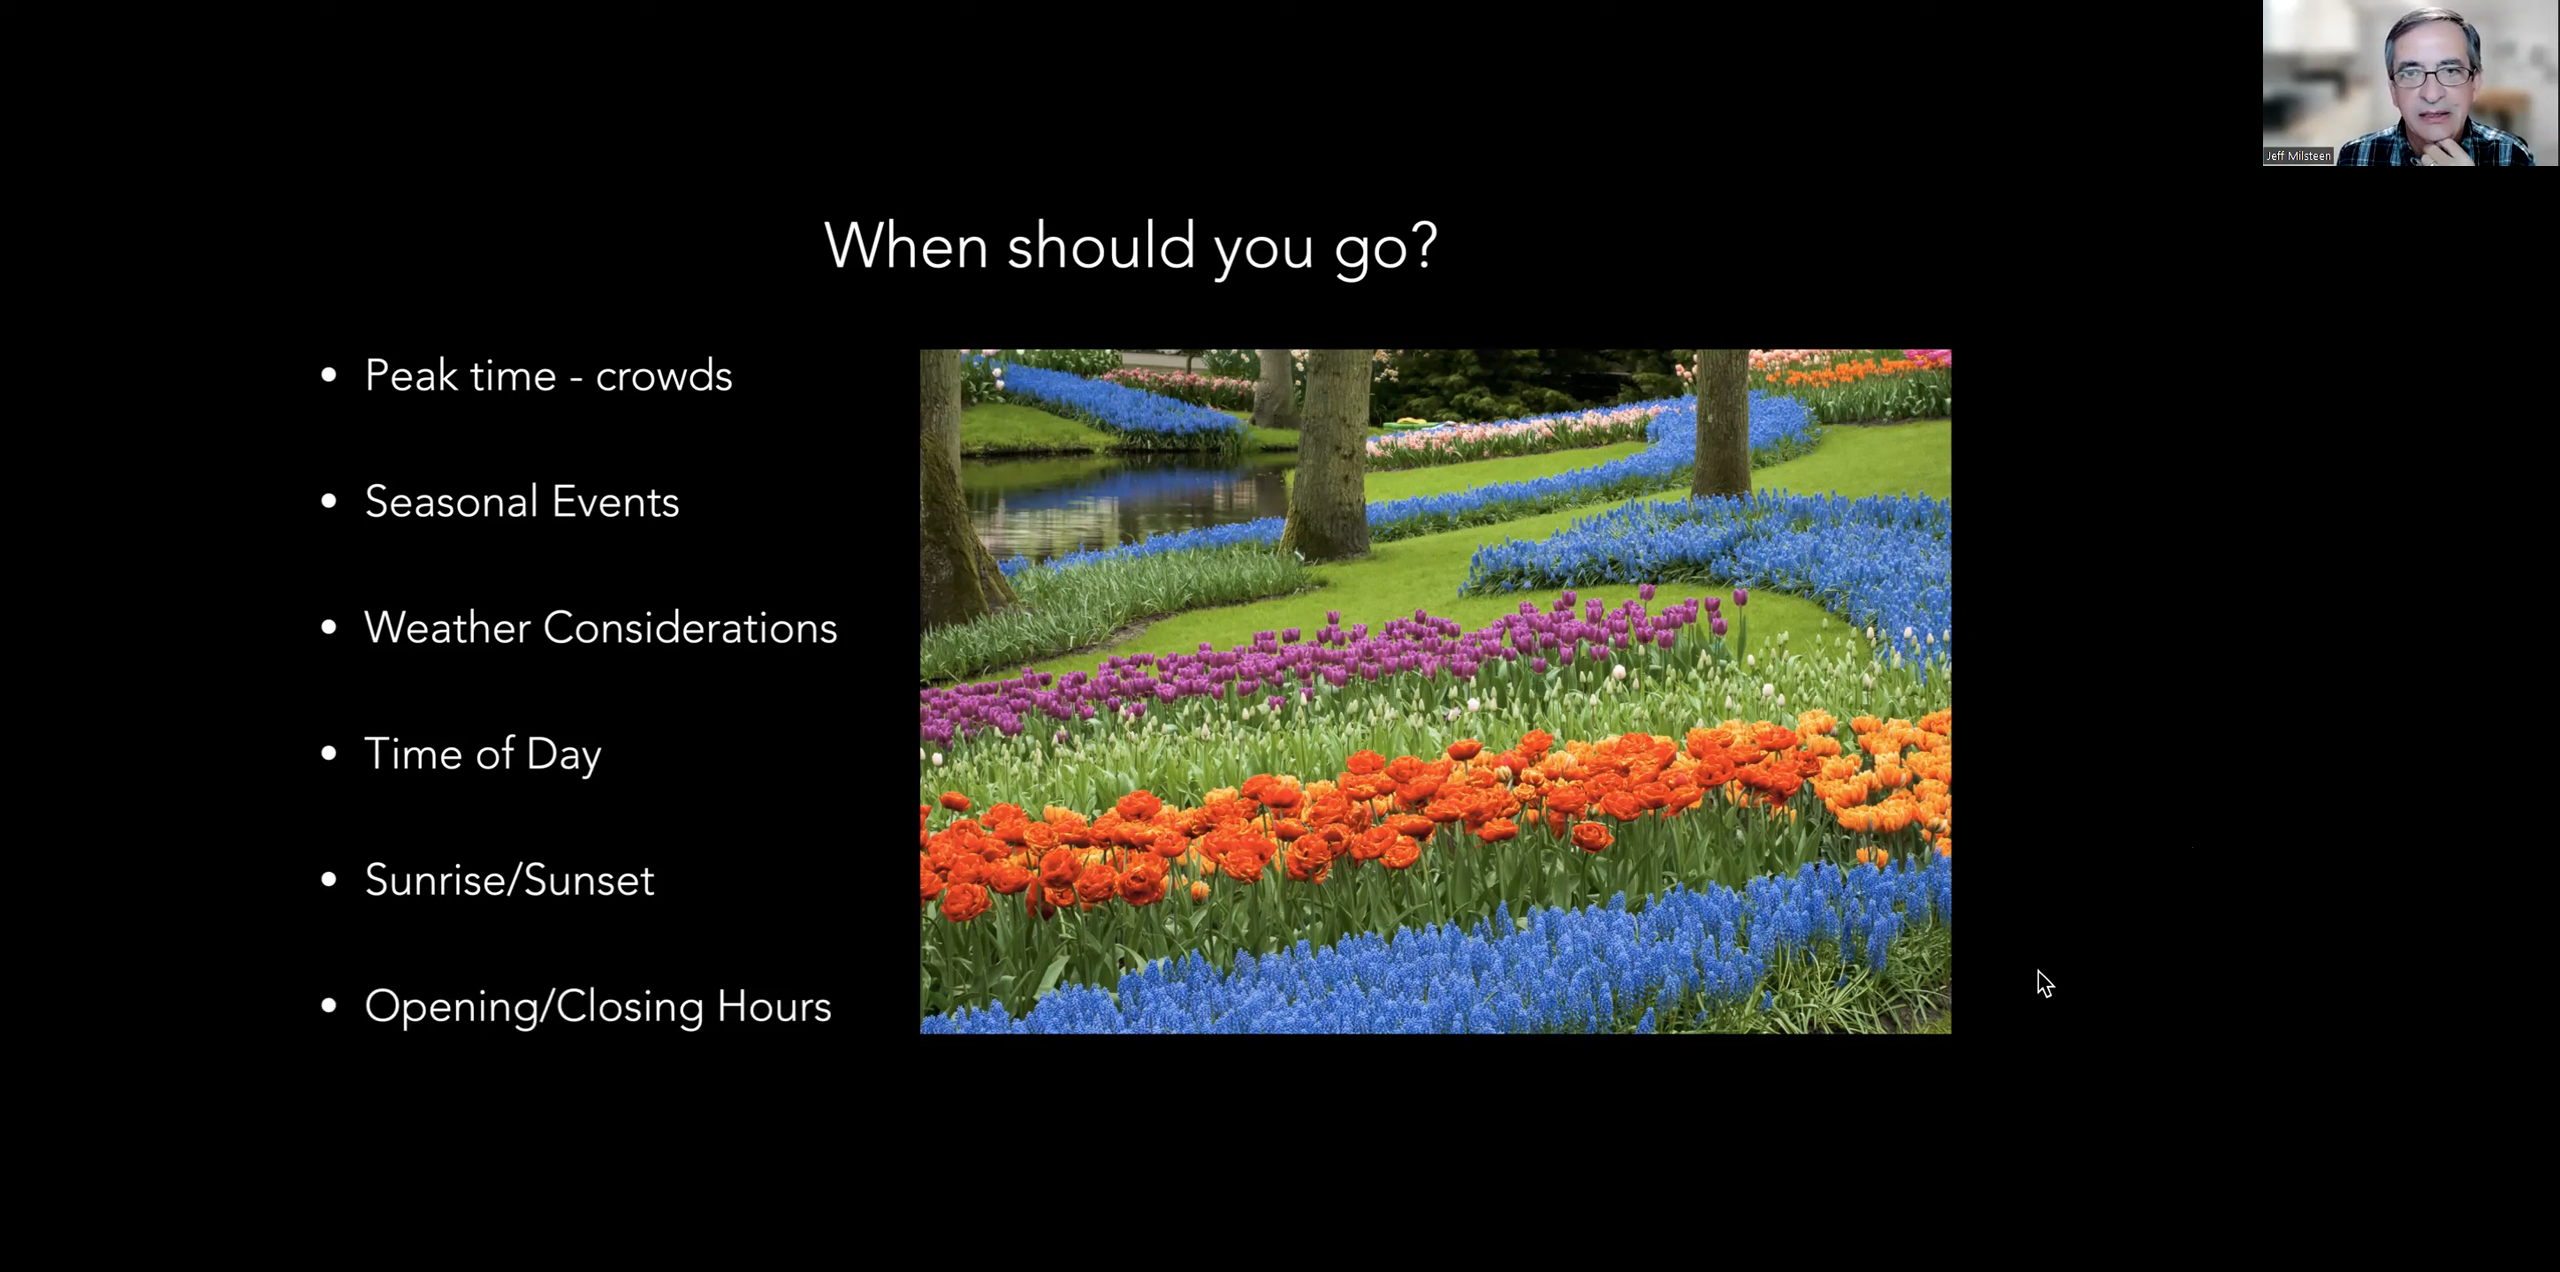 Jeff Milsteen
When should you go?
• Peak time - crowds
• Seasonal Events
• Weather Considerations
• Time of Day
• Sunrise/Sunset
• Opening/Closing Hours